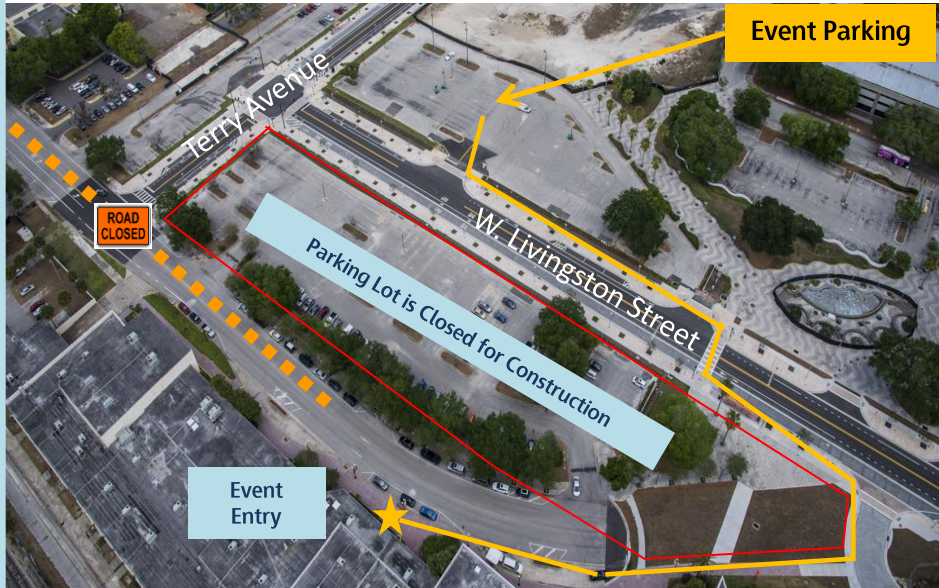 Event Parking
Terry Avenue
ROAD
CLOSED
W. Livingston Street
Parking Lot is Closed for Construction
Event
Entry